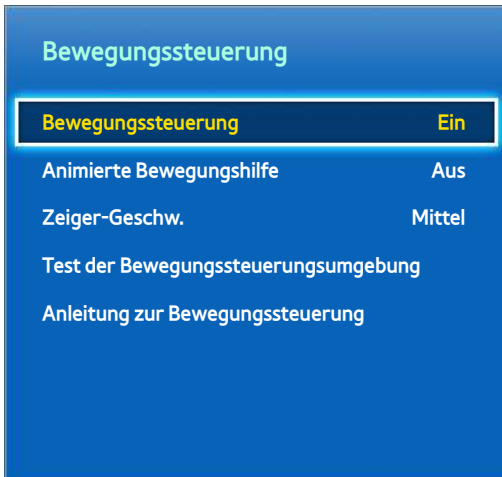 Bewegungssteuerung
Bewegungssteuerung Ein
Animierte Bewegungshilfe Aus
Zeiger-Geschw. Mittel
Test der Bewegungssteuerungsumgebung
Anleitung zur Bewegungssteuerung